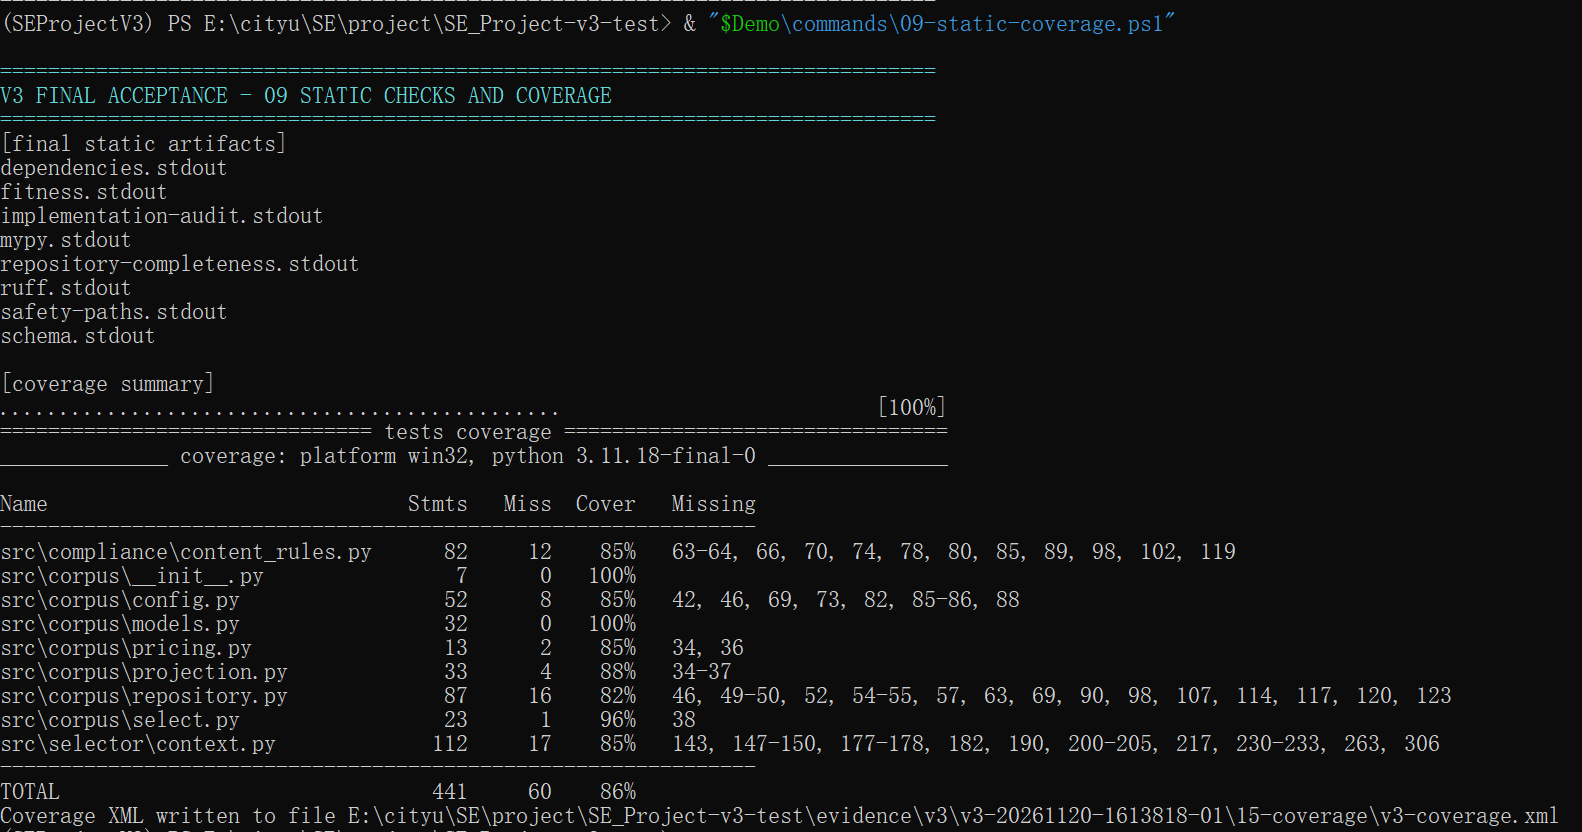 (SEProjectV3) PS E:\cityu\SE\project\SE_Project-v3-test> & "$Demo\commands\09-static-coverage.ps1"
==============================================================================
V3 FINAL ACCEPTANCE - 09 STATIC CHECKS AND COVERAGE
==============================================================================
[final static artifacts]
dependencies.stdout
fitness.stdout
implementation-audit.stdout
mypy.stdout
repository-completeness.stdout
ruff.stdout
safety-paths.stdout
schema.stdout
[coverage summary]
............................................... [100%]
=============================== tests coverage ================================
______________ coverage: platform win32, python 3.11.18-final-0 _______________
Name Stmts Miss Cover Missing
---------------------------------------------------------------
src\compliance\content_rules.py 82 12 85% 63-64, 66, 70, 74, 78, 80, 85, 89, 98, 102, 119
src\corpus\__init__.py 7 0 100%
src\corpus\config.py 52 8 85% 42, 46, 69, 73, 82, 85-86, 88
src\corpus\models.py 32 0 100%
src\corpus\pricing.py 13 2 85% 34, 36
src\corpus\projection.py 33 4 88% 34-37
src\corpus\repository.py 87 16 82% 46, 49-50, 52, 54-55, 57, 63, 69, 90, 98, 107, 114, 117, 120, 123
src\corpus\select.py 23 1 96% 38
src\selector\context.py 112 17 85% 143, 147-150, 177-178, 182, 190, 200-205, 217, 230-233, 263, 306
---------------------------------------------------------------
TOTAL 441 60 86%
Coverage XML written to file E:\cityu\SE\project\SE_Project-v3-test\evidence\v3\v3-20261120-1613818-01\15-coverage\v3-coverage.xml